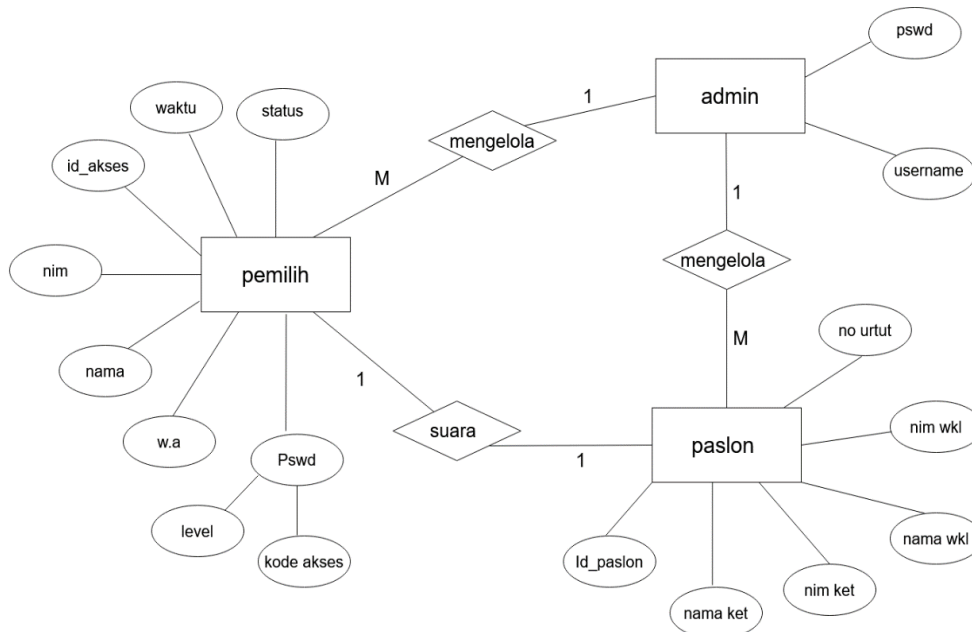 pswd
admin
1
username
waktu
status
mengelola
M
id_akses
1
nim
pemilih
mengelola
nama
M
no urtut
1
w.a
suara
nim wkl
Pswd
paslon
1
level
kode akses
Id_paslon
nama wkl
nim ket
nama ket